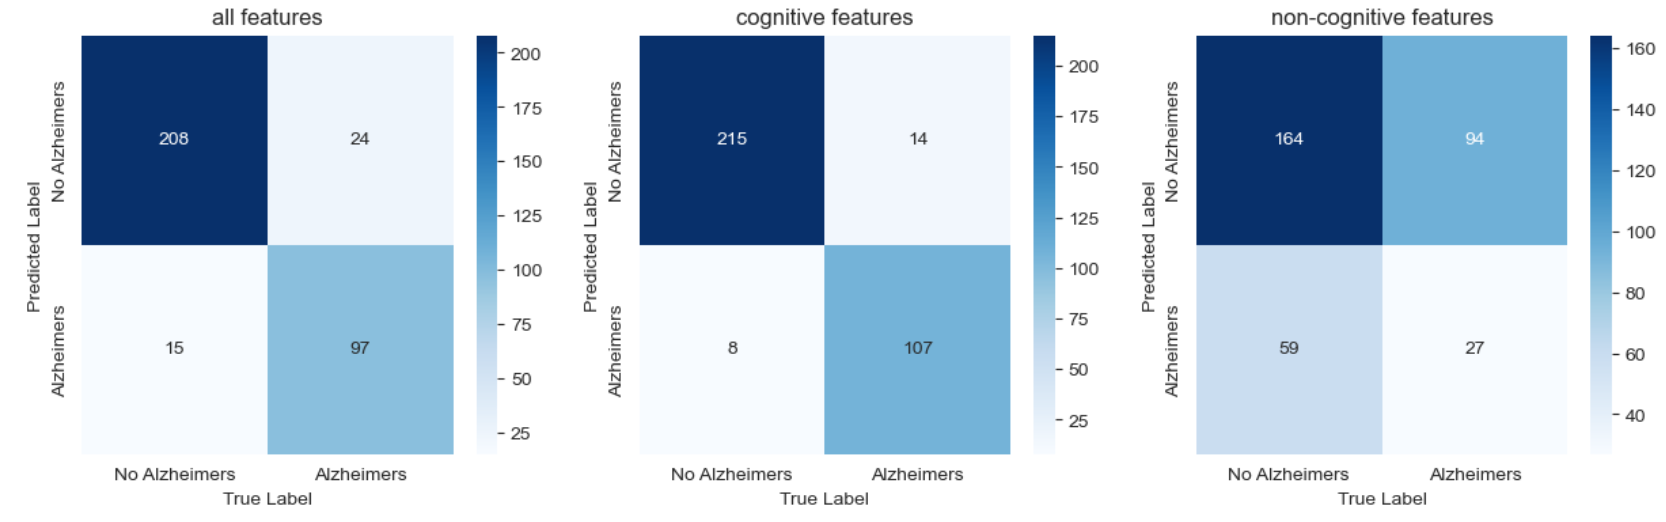 all features
No Alzheimers
Alzheimers
Predicted Label
208
24
15
97
No Alzheimers
Alzheimers
True Label
200
175
150
125
100
75
50
25
cognitive features
No Alzheimers
Alzheimers
Predicted Label
215
14
8
107
No Alzheimers
Alzheimers
True Label
200
175
150
125
100
75
50
25
non-cognitive features
No Alzheimers
Alzheimers
Predicted Label
164
94
59
27
No Alzheimers
Alzheimers
True Label
160
140
120
100
80
60
40